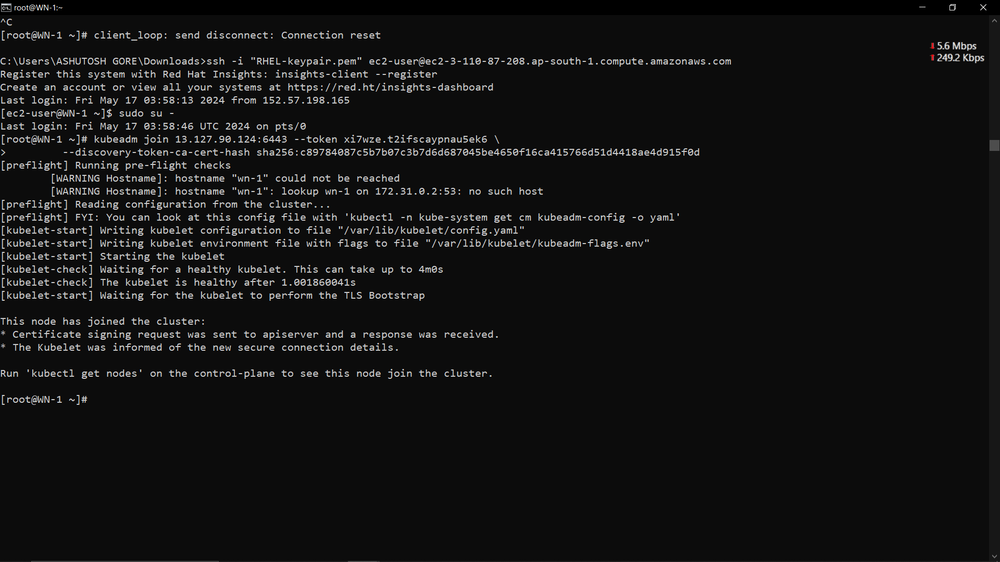 root@WN-1:~
^C
[root@WN-1 ~]# client_loop: send disconnect: Connection reset
5.6 Mbps
249.2 Kbps
C:\Users\ASHUTOSH GORE\Downloads>ssh -i "RHEL-keypair.pem" ec2-user@ec2-3-110-87-208.ap-south-1.compute.amazonaws.com
Register this system with Red Hat Insights: insights-client --register
Create an account or view all your systems at https://red.ht/insights-dashboard
Last login: Fri May 17 03:58:13 2024 from 152.57.198.165
[ec2-user@WN-1 ~]$ sudo su -
Last login: Fri May 17 03:58:46 UTC 2024 on pts/0
[root@WN-1 ~]# kubeadm join 13.127.90.124:6443 --token xi7wze.t2ifscaypnau5ek6 \
>         --discovery-token-ca-cert-hash sha256:c89784087c5b7b07c3b7d6d687045be4650f16ca415766d51d4418ae4d915f0d
[preflight] Running pre-flight checks
        [WARNING Hostname]: hostname "wn-1" could not be reached
        [WARNING Hostname]: hostname "wn-1": lookup wn-1 on 172.31.0.2:53: no such host
[preflight] Reading configuration from the cluster...
[preflight] FYI: You can look at this config file with 'kubectl -n kube-system get cm kubeadm-config -o yaml'
[kubelet-start] Writing kubelet configuration to file "/var/lib/kubelet/config.yaml"
[kubelet-start] Writing kubelet environment file with flags to file "/var/lib/kubelet/kubeadm-flags.env"
[kubelet-start] Starting the kubelet
[kubelet-check] Waiting for a healthy kubelet. This can take up to 4m0s
[kubelet-check] The kubelet is healthy after 1.001860041s
[kubelet-start] Waiting for the kubelet to perform the TLS Bootstrap
This node has joined the cluster:
* Certificate signing request was sent to apiserver and a response was received.
* The Kubelet was informed of the new secure connection details.
Run 'kubectl get nodes' on the control-plane to see this node join the cluster.
[root@WN-1 ~]#